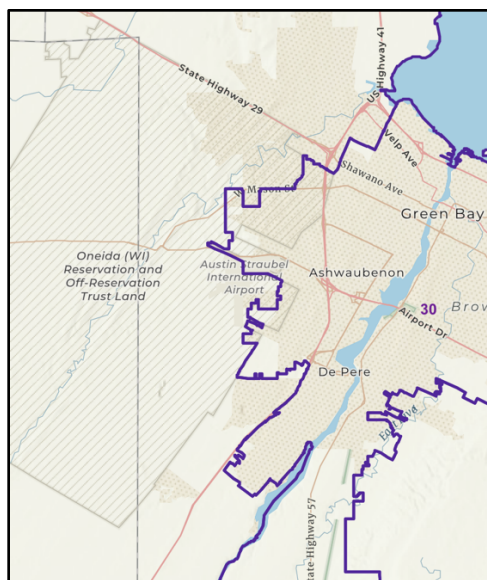 US Highway 41
State Highway 29
Velp Ave
Shawano Ave
W Mason St
Green Bay
Oneida (WI)
Reservation and
Off-Reservation
Trust Land
Austin Straubel
International
Airport
Ashwaubenon
30
Brow
Airport Dr
De Pere
East
State Highway 57